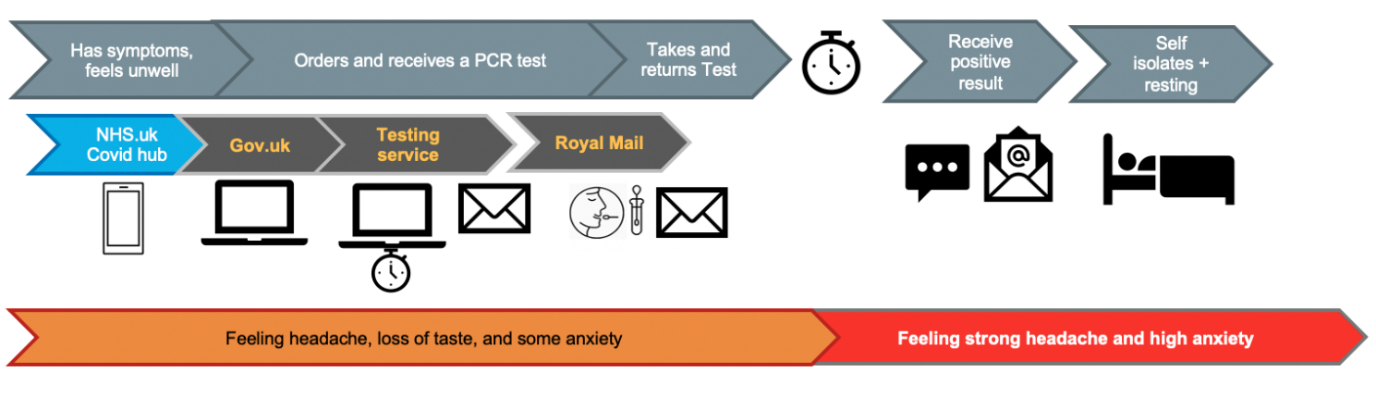 Has symptoms,
feels unwell
Orders and receives a PCR test
Takes and
returns Test
Receive
positive
result
Self
isolates +
resting
NHS.uk
Covid hub
Gov.uk
Testing
service
Royal Mail
@
Feeling headache, loss of taste, and some anxiety
Feeling strong headache and high anxiety